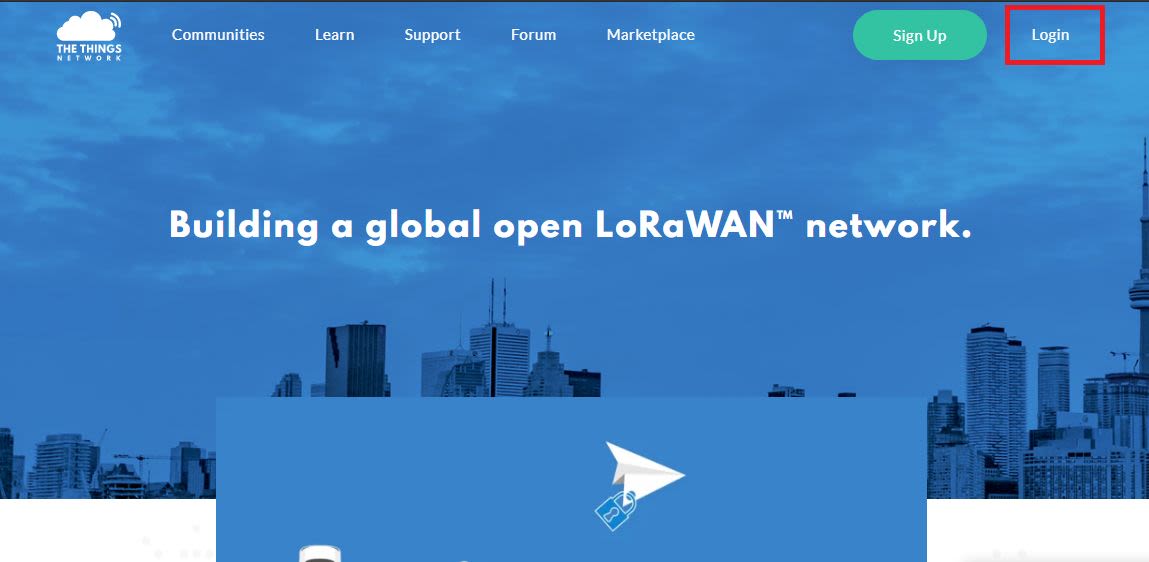 THE THINGS
NETWORK
Communities
Learn
Support
Forum
Marketplace
Sign Up
Login
Building a global open LoRaWAN™ network.